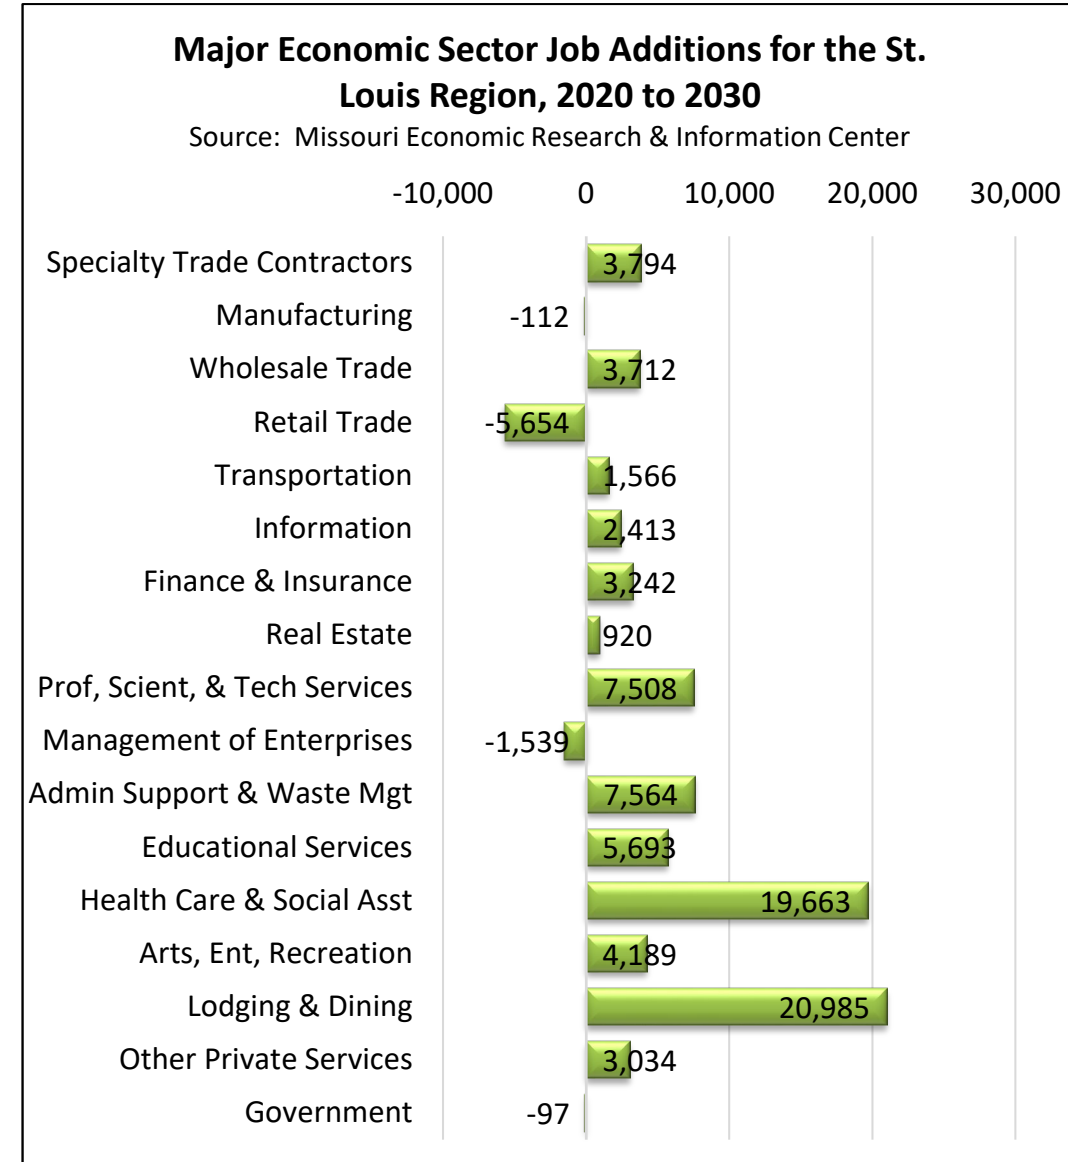 Major Economic Sector Job Additions for the St.
Louis Region, 2020 to 2030
Source:  Missouri Economic Research & Information Center
-10,000 0 10,000 20,000 30,000
Specialty Trade Contractors 3,794
Manufacturing -112
Wholesale Trade 3,712
Retail Trade -5,654
Transportation 1,566
Information 2,413
Finance & Insurance 3,242
Real Estate 920
Prof, Scient, & Tech Services 7,508
Management of Enterprises -1,539
Admin Support & Waste Mgt 7,564
Educational Services 5,693
Health Care & Social Asst 19,663
Arts, Ent, Recreation 4,189
Lodging & Dining 20,985
Other Private Services 3,034
Government -97